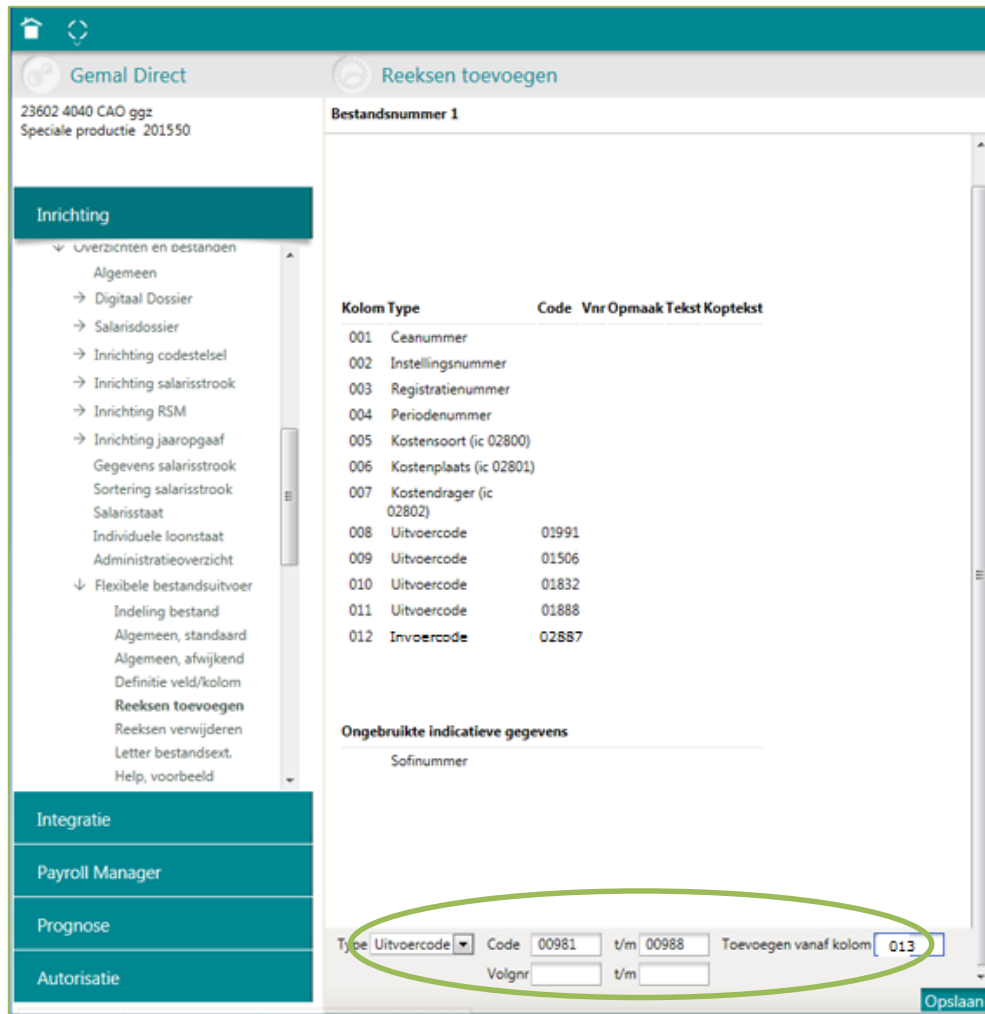 Gemal Direct
Reeksen toevoegen
23602 4040 CAO ggz
Speciale productie 201550
Bestandsnummer 1
Inrichting
Overzichten en bestanden
Algemeen
Digitaal Dossier
Salarisdossier
Inrichting codestelsel
Inrichting salarisstrook
Inrichting RSM
Inrichting jaaropgaaf
Gegevens salarisstrook
Sortering salarisstrook
Salarisstaat
Individuele loonstaat
Administratieoverzicht
Flexibele bestandsuitvoer
Indeling bestand
Algemeen, standaard
Algemeen, afwijkend
Definitie veld/kolom
Reeksen toevoegen
Reeksen verwijderen
Letter bestandsext.
Help, voorbeeld
Integratie
Payroll Manager
Prognose
Autorisatie
Kolom Type Code Vnr Opmaak Tekst Koptekst
001 Ceanummer
002 Instellingsnummer
003 Registratienummer
004 Periodenummer
005 Kostensoort (ic 02800)
006 Kostenplaats (ic 02801)
007 Kostendrager (ic
02802)
008 Uitvoercode 01991
009 Uitvoercode 01506
010 Uitvoercode 01832
011 Uitvoercode 01888
012 Invoercode 02887
Ongebruikte indicatieve gegevens
Sofinummer
Type Uitvoercode Code 00981 t/m 00988 Toevoegen vanaf kolom 013
Volgnr t/m
Opslaan